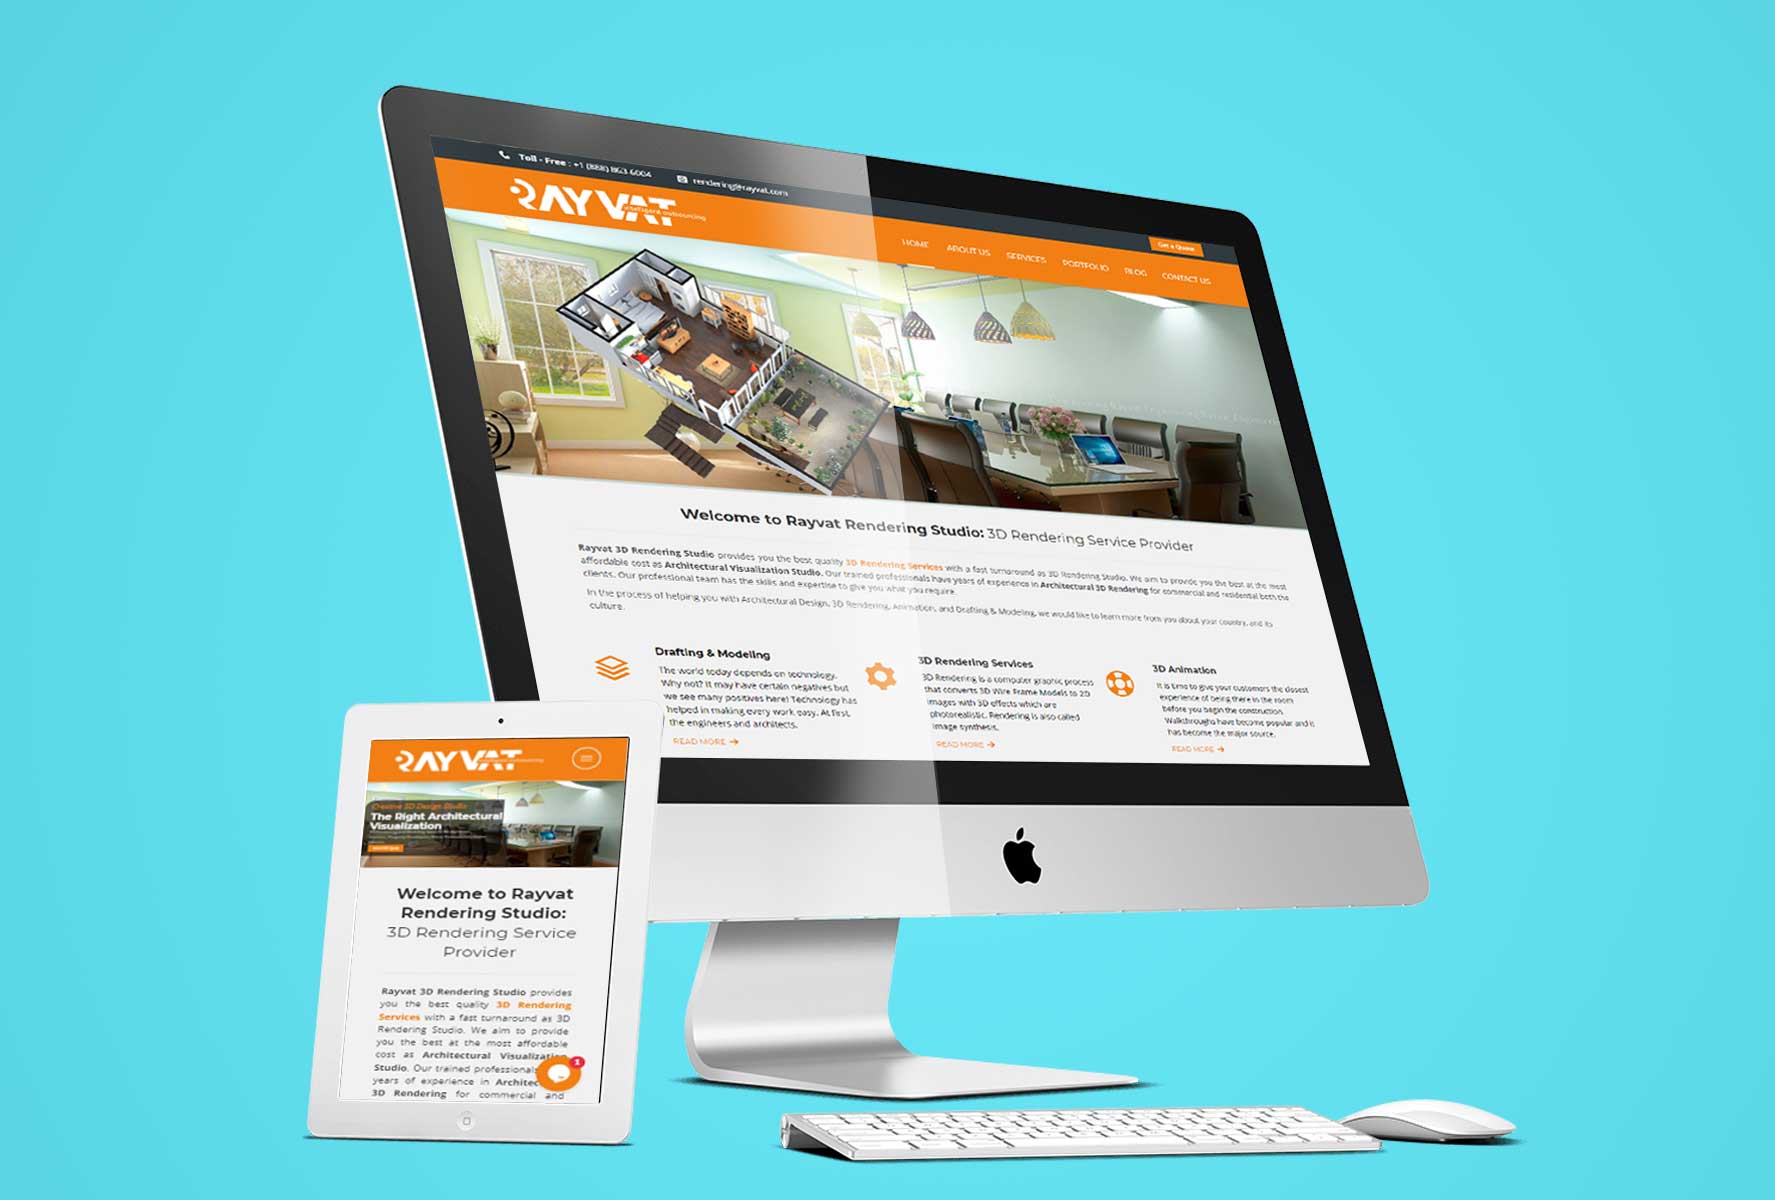 Toll - Free : +1 (888) 863-6004
rendering@rayvat.com
Get a Quote
RAYVAT
intelligent outsourcing
HOME
ABOUT US
SERVICES
PORTFOLIO
BLOG
CONTACT US
Welcome to Rayvat Rendering Studio: 3D Rendering Service Provider
Rayvat 3D Rendering Studio provides you the best quality 3D Rendering Services with a fast turnaround as 3D Rendering Studio. We aim to provide you the best at the most
affordable cost as Architectural Visualization Studio. Our trained professionals have years of experience in Architectural 3D Rendering for commercial and residential both the
clients. Our professional team has the skills and expertise to give you what you require.
In the process of helping you with Architectural Design, 3D Rendering, Animation, and Drafting & Modeling, we would like to learn more from you about your country, and its
culture.
Drafting & Modeling
The world today depends on technology.
Why not? It may have certain negatives but
we see many positives here! Technology has
helped in making every work easy. At first,
the engineers and architects.
READ MORE
3D Rendering Services
3D Rendering is a computer graphic process
that converts 3D Wire Frame Models to 2D
images with 3D effects which are
photorealistic. Rendering is also called
image synthesis.
READ MORE
3D Animation
It is time to give your customers the closest
experience of being there in the room
before you begin the construction.
Walkthroughs have become popular and it
has become the major source.
READ MORE
RAYVAT
intelligent outsourcing
Creative 3D Design Studio
The Right Architectural
Visualization
Welcome to Rayvat
Rendering Studio:
3D Rendering Service
Provider
Rayvat 3D Rendering Studio provides
you the best quality 3D Rendering
Services with a fast turnaround as 3D
Rendering Studio. We aim to provide
you the best at the most affordable
cost as Architectural Visualization
Studio. Our trained professionals
years of experience in Architec
3D Rendering for commercial and
1